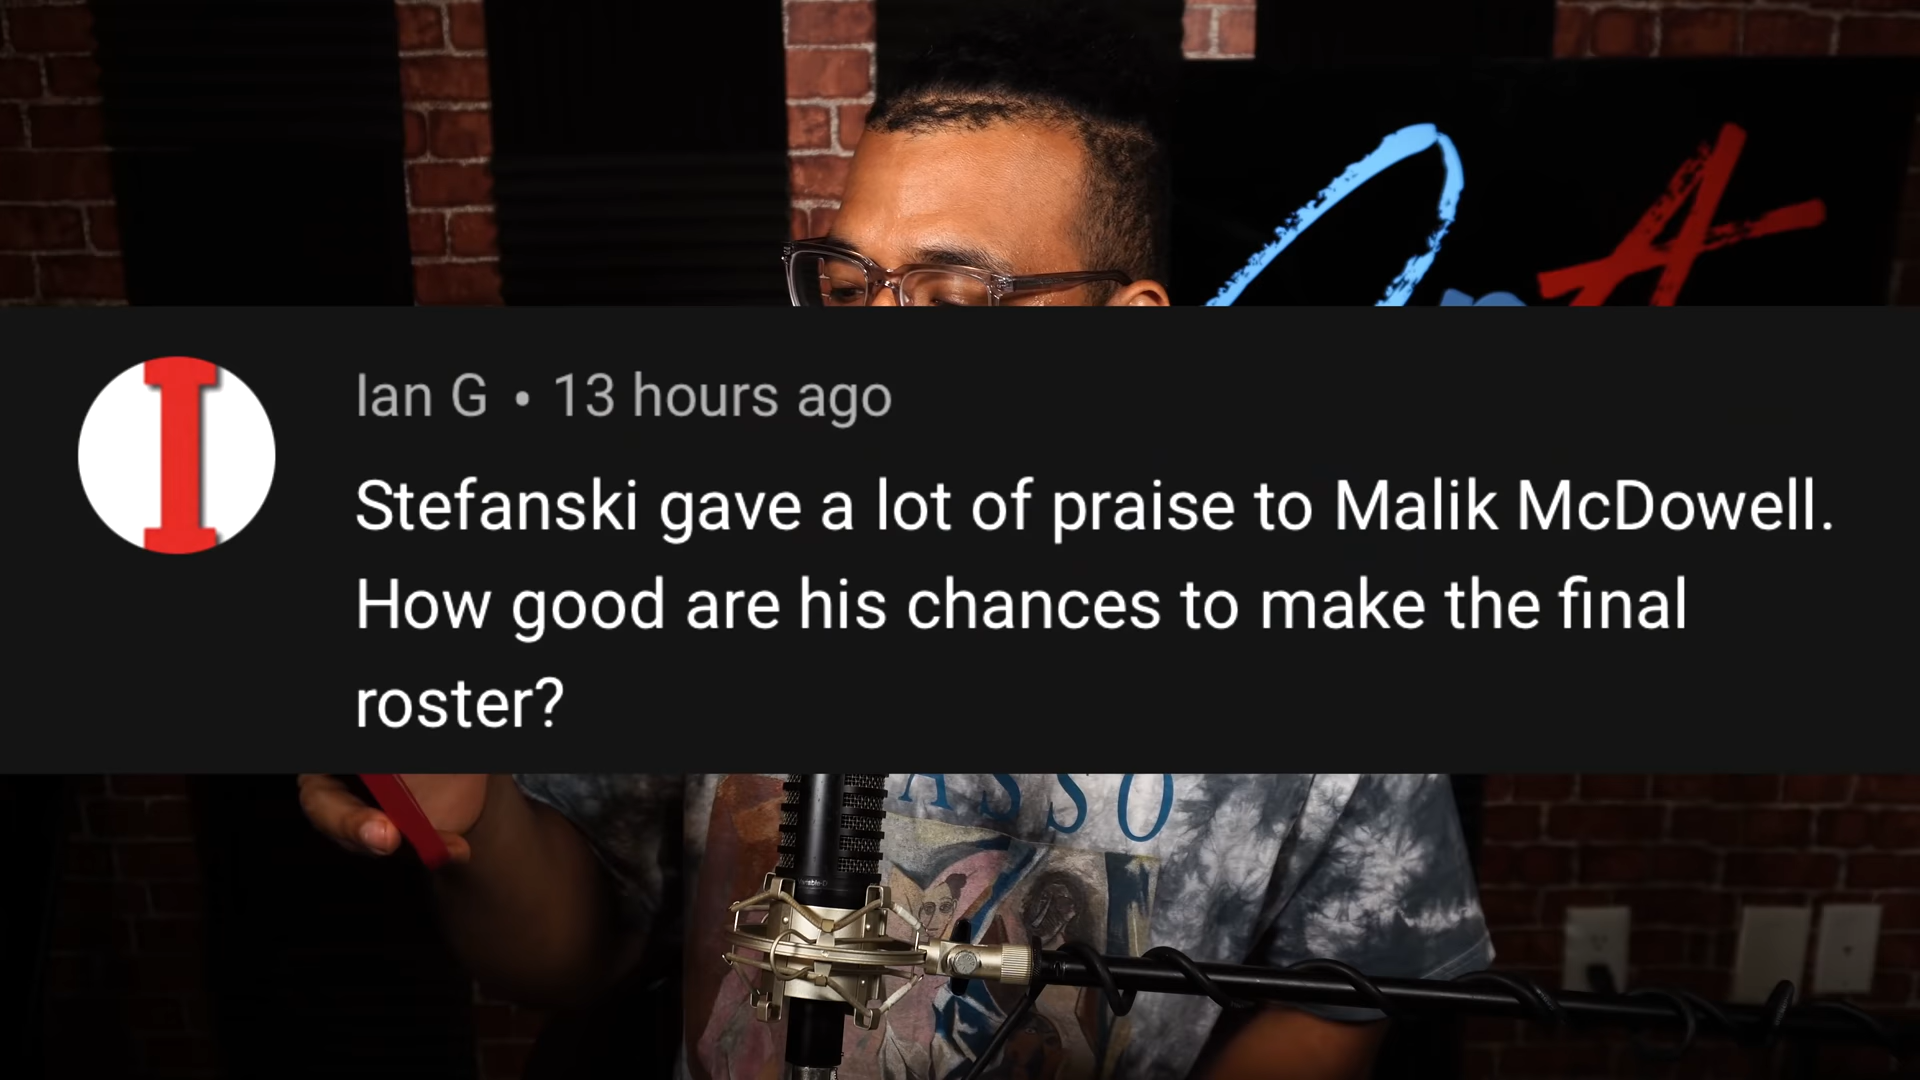 Ian G • 13 hours ago
Stefanski gave a lot of praise to Malik McDowell.
How good are his chances to make the final
roster?
ASSO